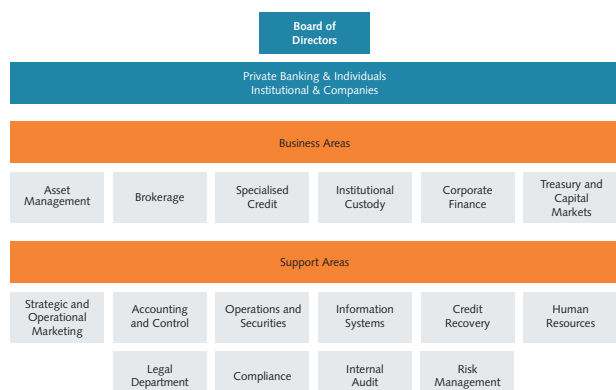 Board of
Directors
Private Banking & Individuals
Institutional & Companies
Business Areas
Asset
Management
Brokerage
Specialised
Credit
Institutional
Custody
Corporate
Finance
Treasury and
Capital
Markets
Support Areas
Strategic and
Operational
Marketing
Accounting
and Control
Operations and
Securities
Information
Systems
Credit
Recovery
Human
Resources
Legal
Department
Compliance
Internal
Audit
Risk
Management